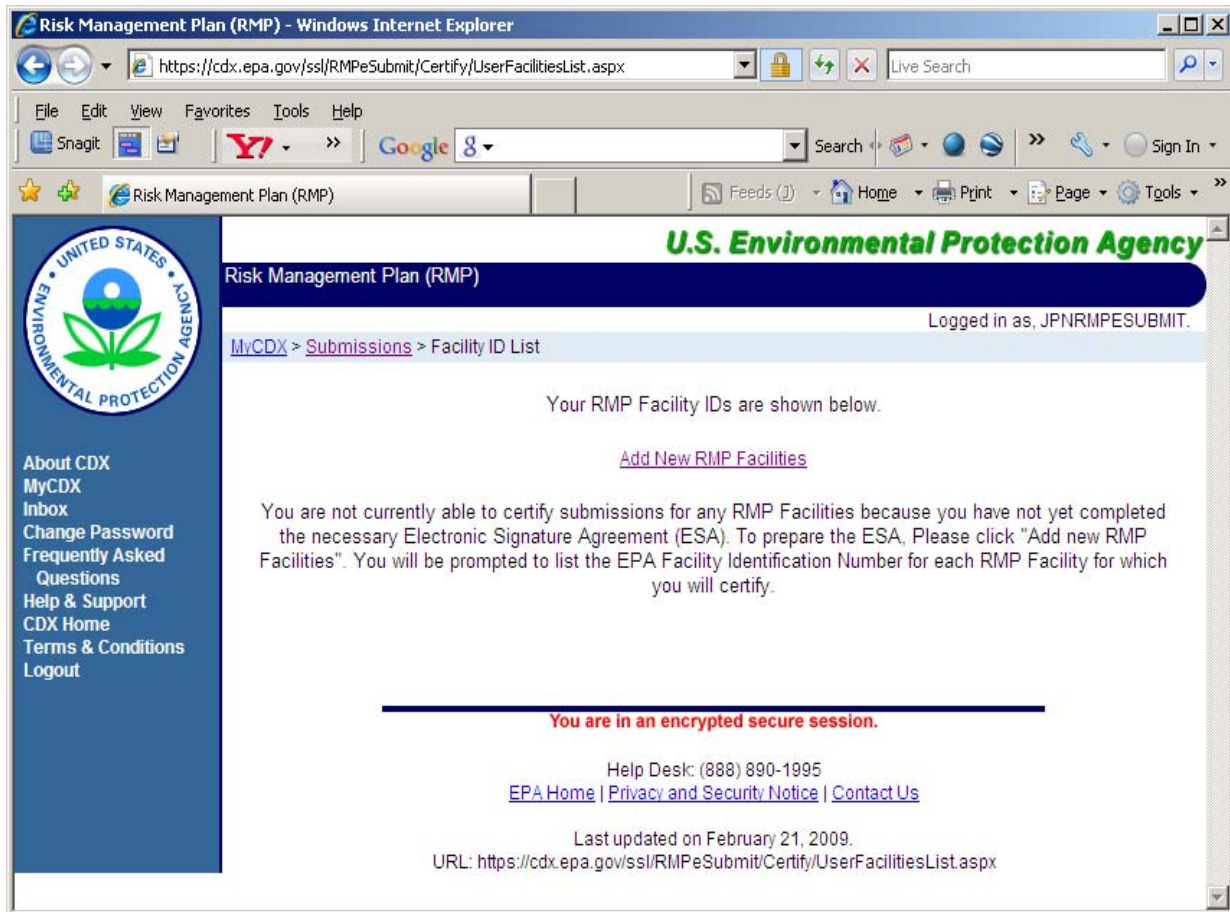 Risk Management Plan (RMP) - Windows Internet Explorer
https://cdx.epa.gov/ssl/RMPeSubmit/Certify/UserFacilitiesList.aspx
Live Search
File Edit View Favorites Tools Help
Snagit
Y! »
Google g
Search
»
Sign In
Risk Management Plan (RMP)
Feeds (J)
Home
Print
Page
Tools
»
UNITED STATES
ENVIRONMENTAL PROTECTION AGENCY
U.S. Environmental Protection Agency
Risk Management Plan (RMP)
Logged in as, JPNRMPESUBMIT.
MyCDX > Submissions > Facility ID List
About CDX
MyCDX
Inbox
Change Password
Frequently Asked
Questions
Help & Support
CDX Home
Terms & Conditions
Logout
Your RMP Facility IDs are shown below.
Add New RMP Facilities
You are not currently able to certify submissions for any RMP Facilities because you have not yet completed
the necessary Electronic Signature Agreement (ESA). To prepare the ESA, Please click "Add new RMP
Facilities". You will be prompted to list the EPA Facility Identification Number for each RMP Facility for which
you will certify.
You are in an encrypted secure session.
Help Desk: (888) 890-1995
EPA Home | Privacy and Security Notice | Contact Us
Last updated on February 21, 2009.
URL: https://cdx.epa.gov/ssl/RMPeSubmit/Certify/UserFacilitiesList.aspx